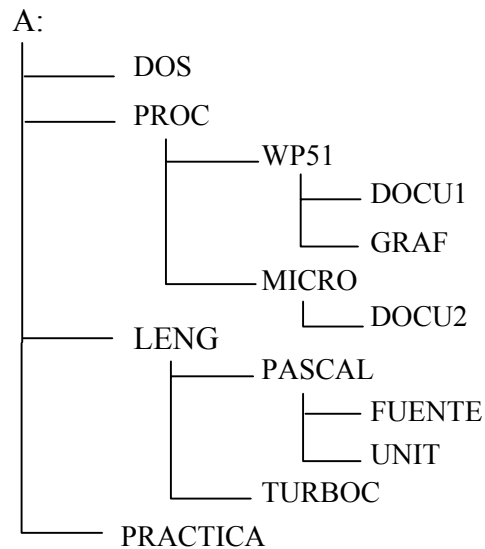 A:
DOS
PROC
WP51
DOCU1
GRAF
MICRO
DOCU2
LENG
PASCAL
FUENTE
UNIT
TURBOC
PRACTICA